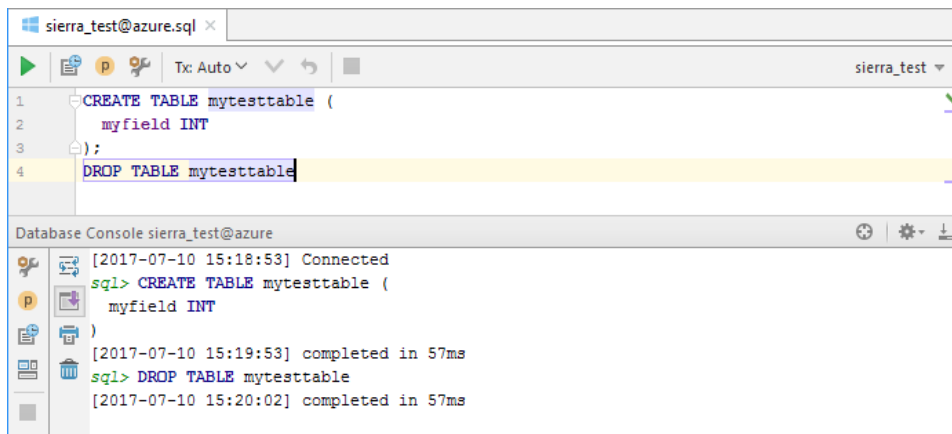 sierra_test@azure.sql
Tx: Auto
sierra_test
1 CREATE TABLE mytesttable (
2 myfield INT
3 );
4 DROP TABLE mytesttable
Database Console sierra_test@azure
[2017-07-10 15:18:53] Connected
sql> CREATE TABLE mytesttable (
myfield INT
)
[2017-07-10 15:19:53] completed in 57ms
sql> DROP TABLE mytesttable
[2017-07-10 15:20:02] completed in 57ms